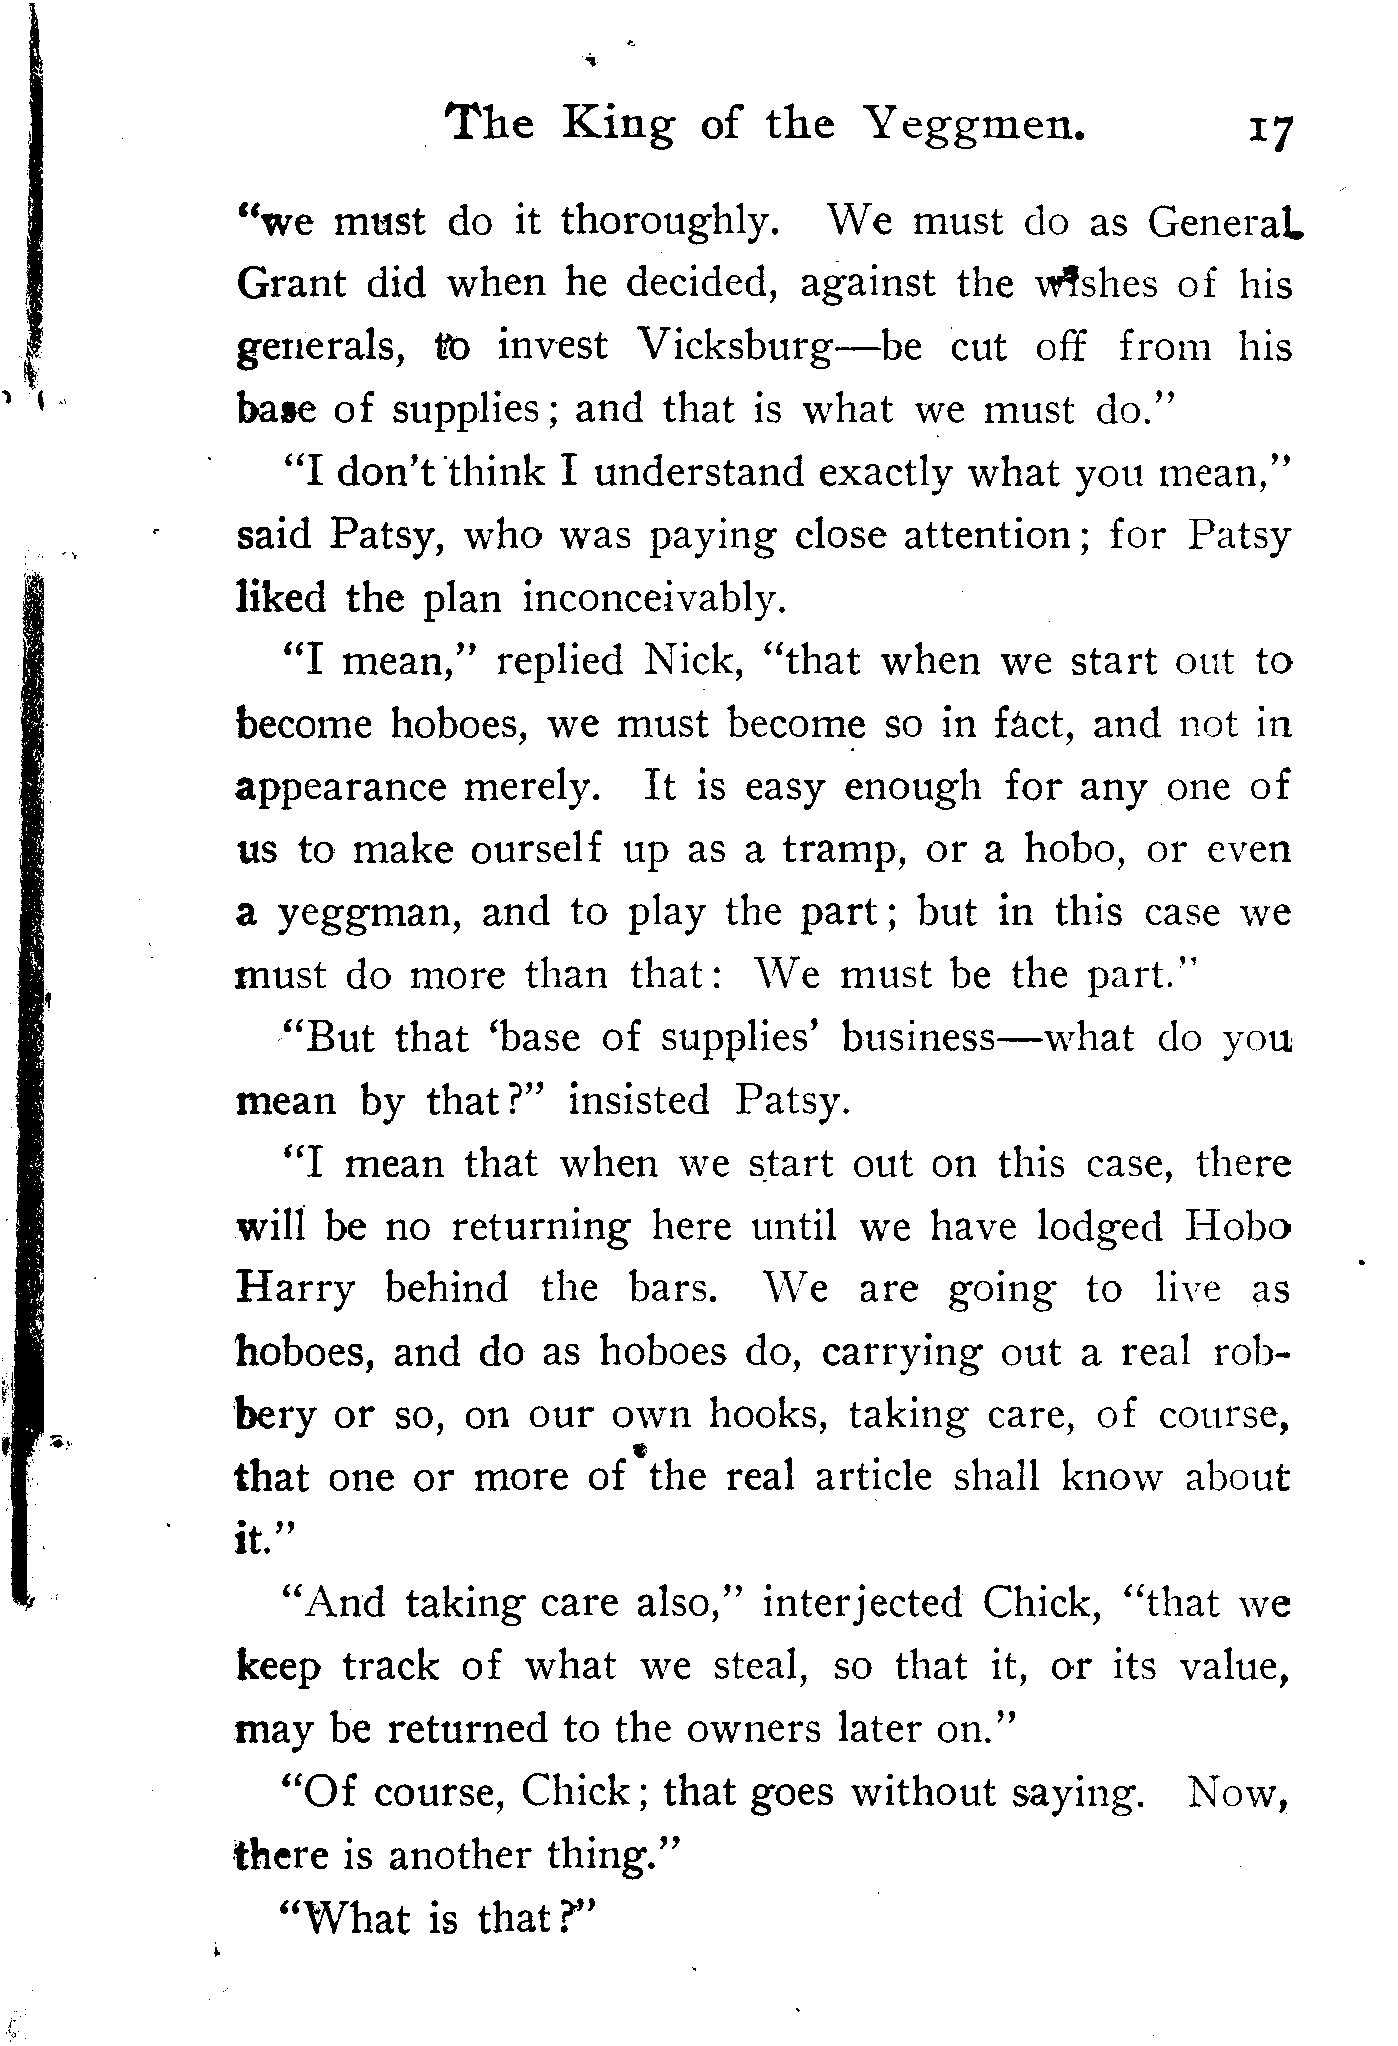 The King of the Yeggmen. 17
“we must do it thoroughly. We must do as General
Grant did when he decided, against the wishes of his
generals, to invest Vicksburg—be cut off from his
base of supplies; and that is what we must do.”
“I don't think I understand exactly what you mean,”
said Patsy, who was paying close attention; for Patsy
liked the plan inconceivably.
“I mean,” replied Nick, “that when we start out to
become hoboes, we must become so in fact, and not in
appearance merely. It is easy enough for any one of
us to make ourself up as a tramp, or a hobo, or even
a yeggman, and to play the part; but in this case we
must do more than that: We must be the part.”
“But that ‘base of supplies’ business—what do you
mean by that?” insisted Patsy.
“I mean that when we start out on this case, there
will be no returning here until we have lodged Hobo
Harry behind the bars. We are going to live as
hoboes, and do as hoboes do, carrying out a real rob-
bery or so, on our own hooks, taking care, of course,
that one or more of the real article shall know about
it.”
“And taking care also,” interjected Chick, “that we
keep track of what we steal, so that it, or its value,
may be returned to the owners later on.”
“Of course, Chick; that goes without saying. Now,
there is another thing.”
“What is that?”